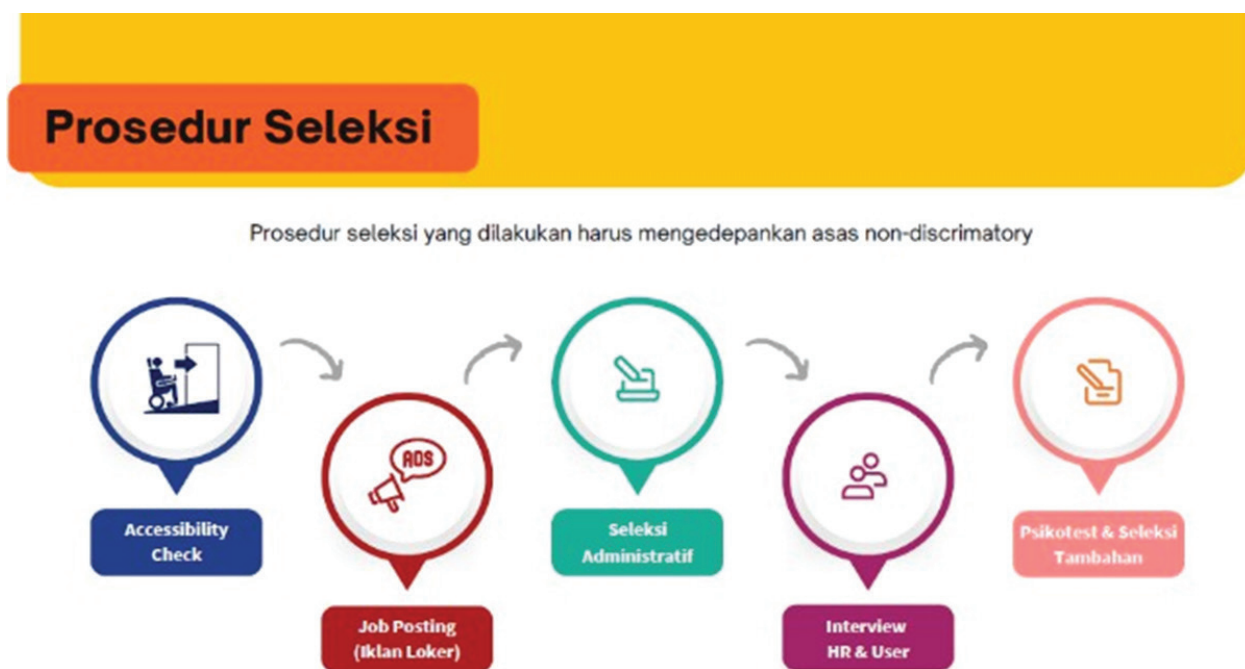 Prosedur Seleksi
Prosedur seleksi yang dilakukan harus mengedepankan asas non-discrimatory
ADS
Accessibility
Check
Job Posting
(Iklan Loker)
Seleksi
Administratif
Interview
HR & User
Psikotest & Seleksi
Tambahan